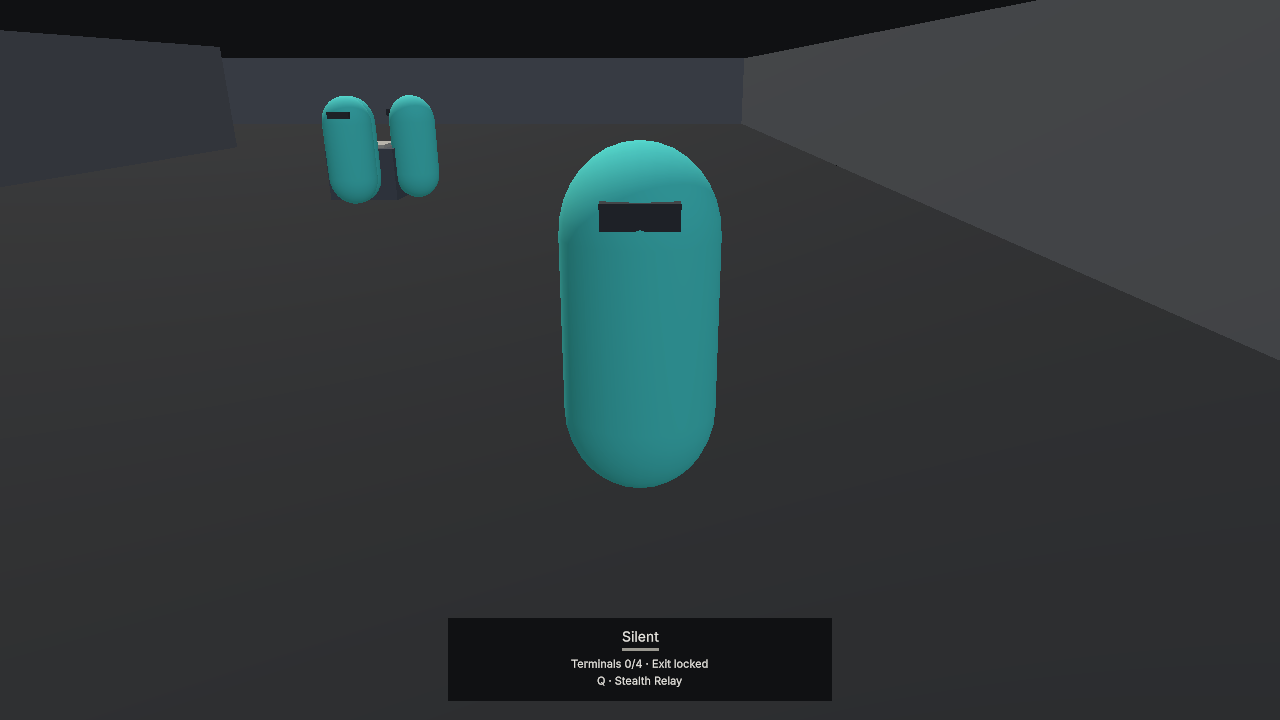 Silent
Terminals 0/4 · Exit locked
Q · Stealth Relay